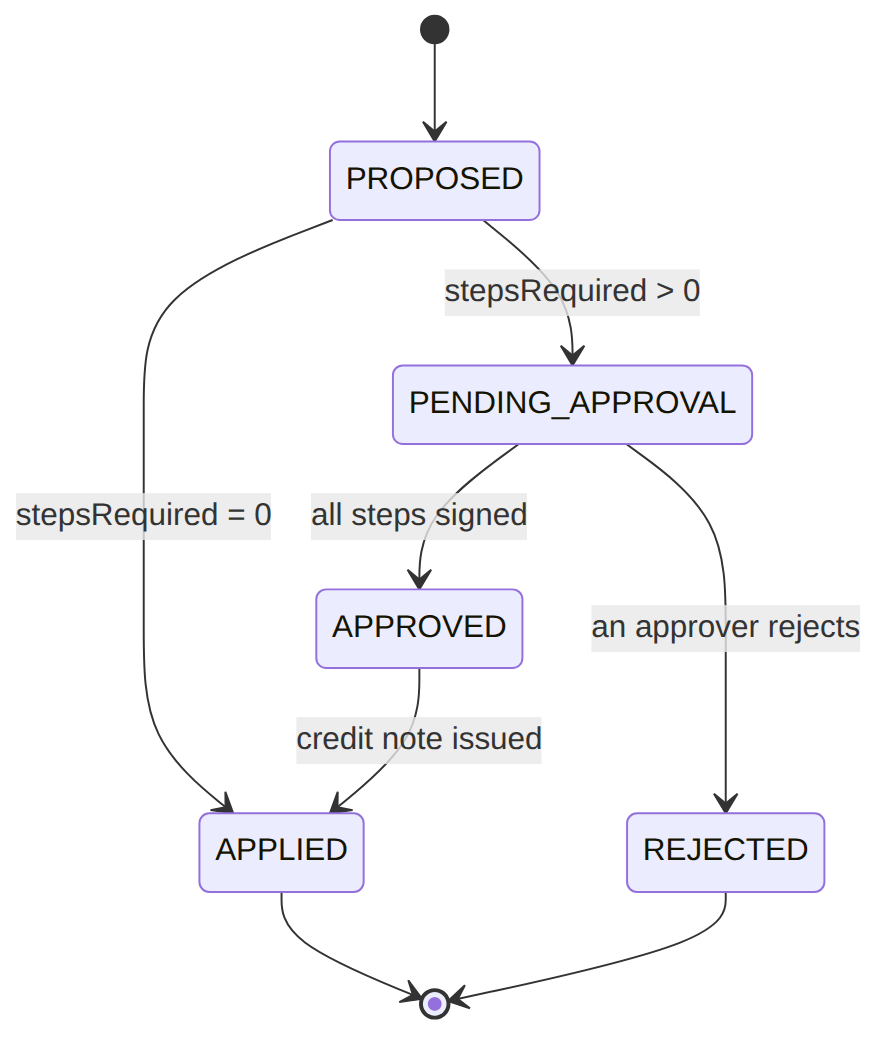 PROPOSED
stepsRequired > 0
PENDING_APPROVAL
stepsRequired = 0
all steps signed
APPROVED
an approver rejects
credit note issued
APPLIED
REJECTED